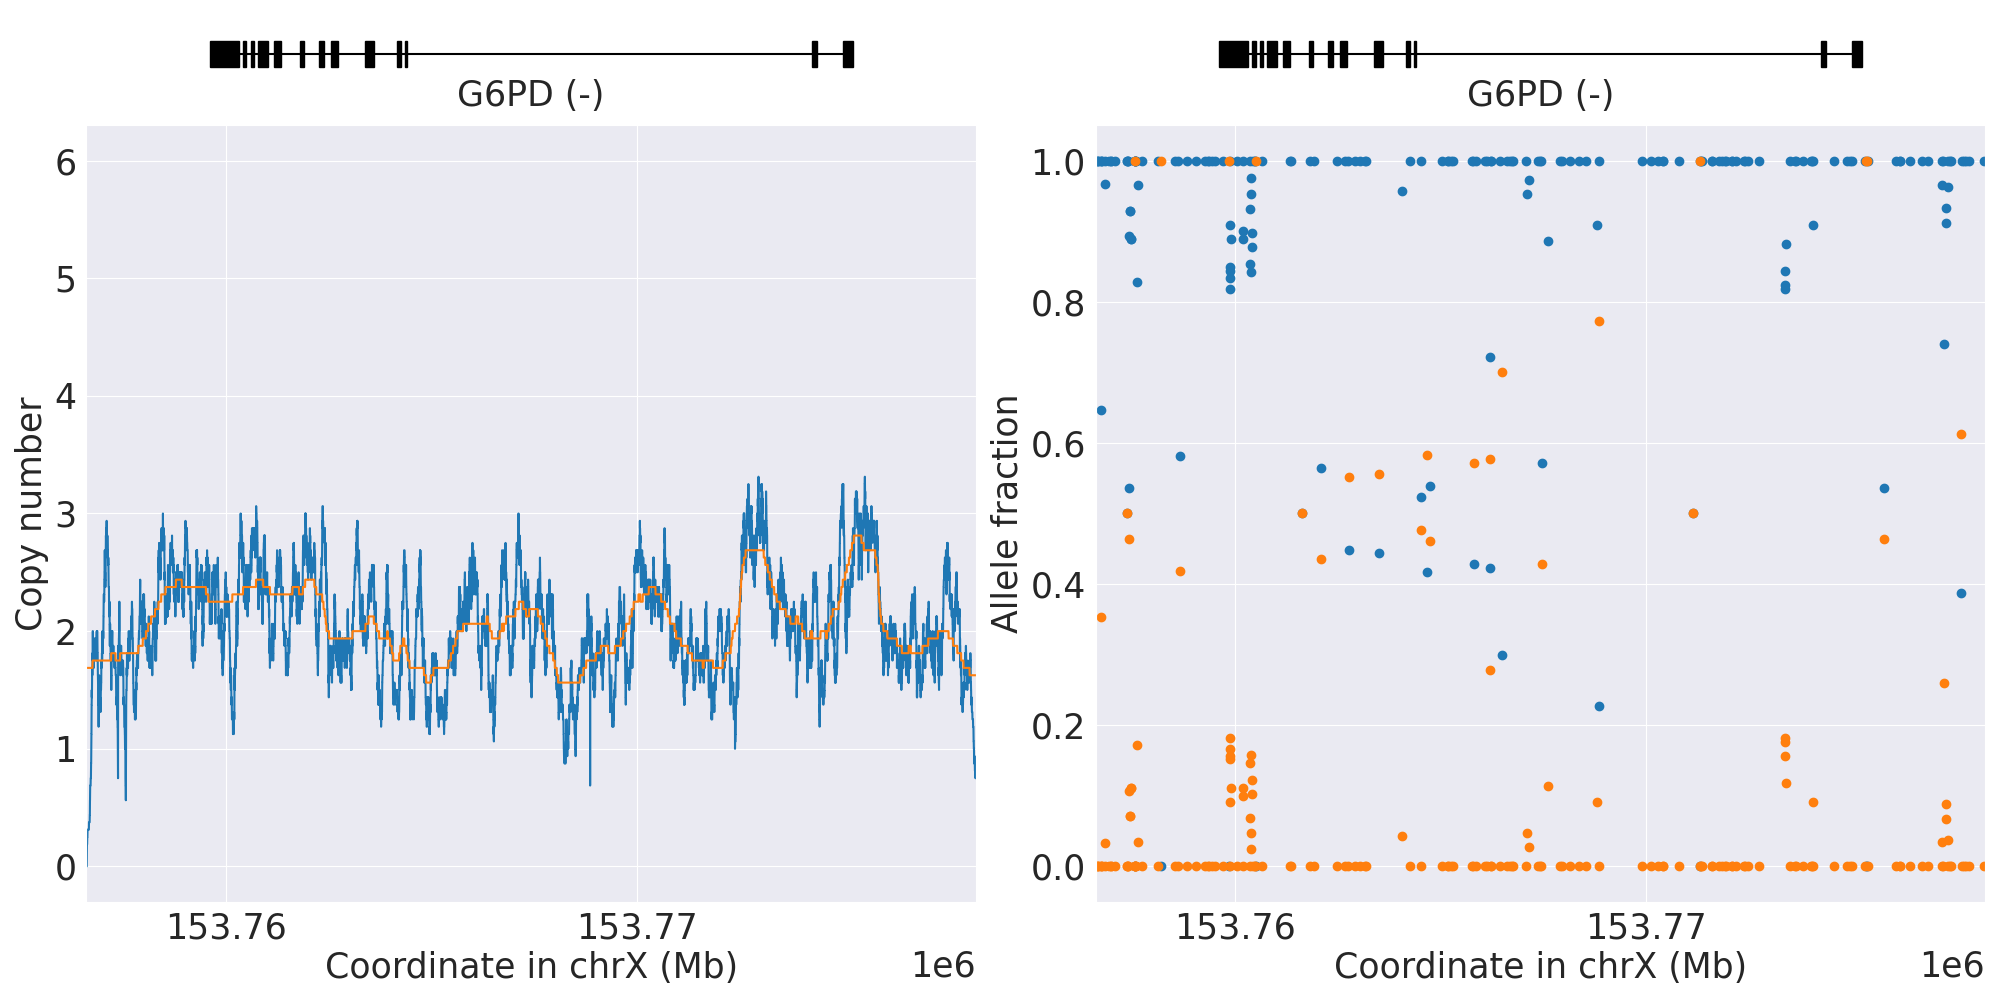 G6PD (-)
G6PD (-)
Copy number
6
5
4
3
2
1
0
153.76
153.77
Coordinate in chrX (Mb)
1e6
Allele fraction
1.0
0.8
0.6
0.4
0.2
0.0
153.76
153.77
Coordinate in chrX (Mb)
1e6